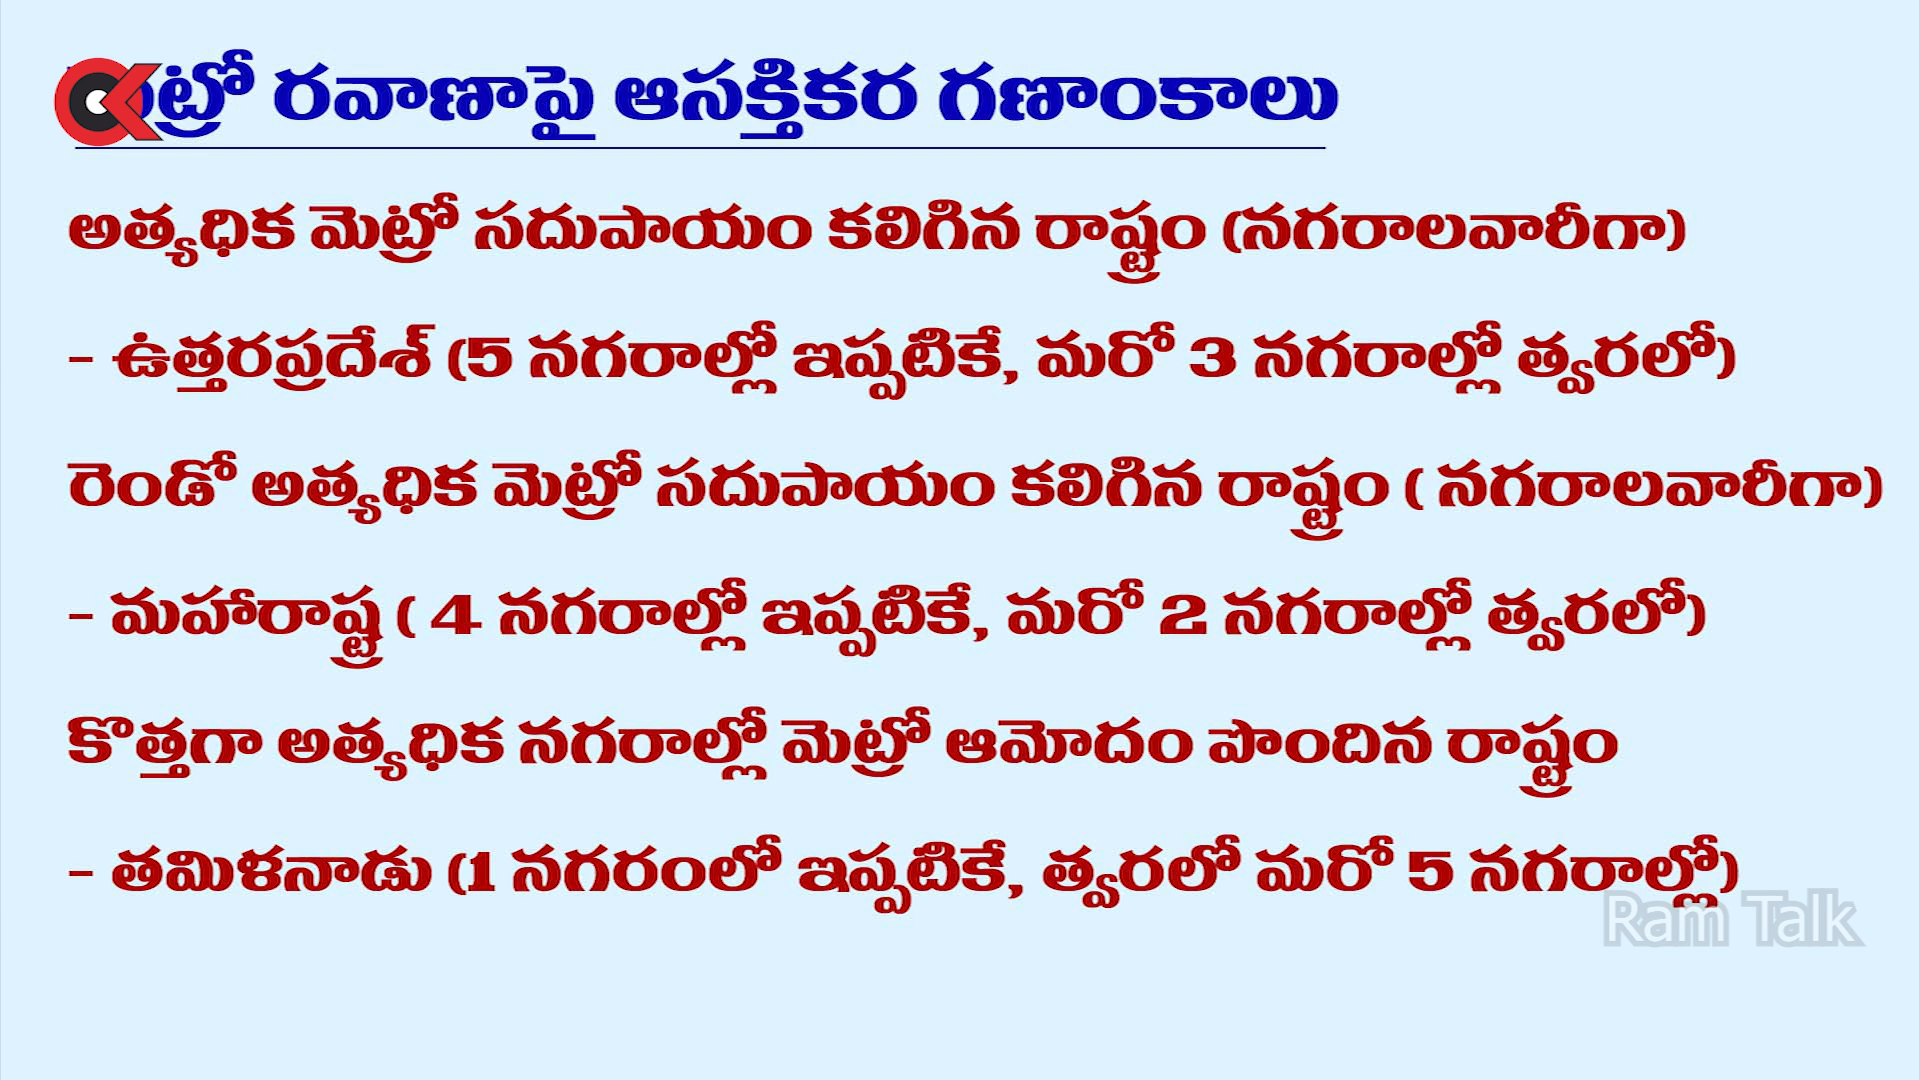 రవాణాపై ఆసక్తికర గణాంకాలు
అత్యధిక మెట్రో సదుపాయం కలిగిన రాష్ట్రం (నగరాలవారీగా)
- ఉత్తరప్రదేశ్ (5 నగరాల్లో ఇప్పటికే, మరో 3 నగరాల్లో త్వరలో)
రెండో అత్యధిక మెట్రో సదుపాయం కలిగిన రాష్ట్రం ( నగరాలవారీగా)
- మహారాష్ట్ర ( 4 నగరాల్లో ఇప్పటికే, మరో 2 నగరాల్లో త్వరలో)
కొత్తగా అత్యధిక నగరాల్లో మెట్రో ఆమోదం పొందిన రాష్ట్రం
- తమిళనాడు (1 నగరంలో ఇప్పటికే, త్వరలో మరో 5 నగరాల్లో)
Ram Talk